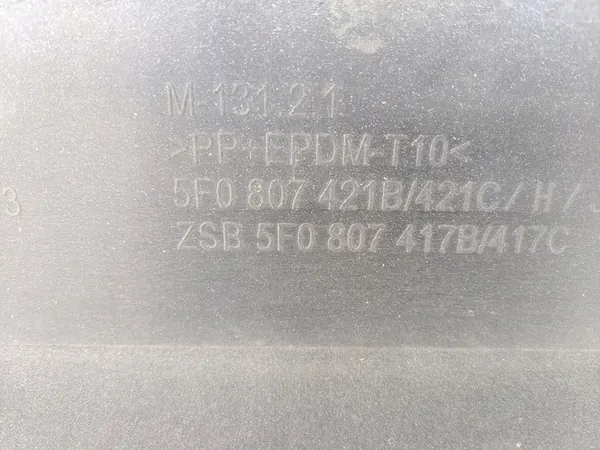 M-131 2 1
>PP+EPDM-T10<
3
5F0 807 421B/421C/ H / J
ZSB 5F0 807 417B/417C